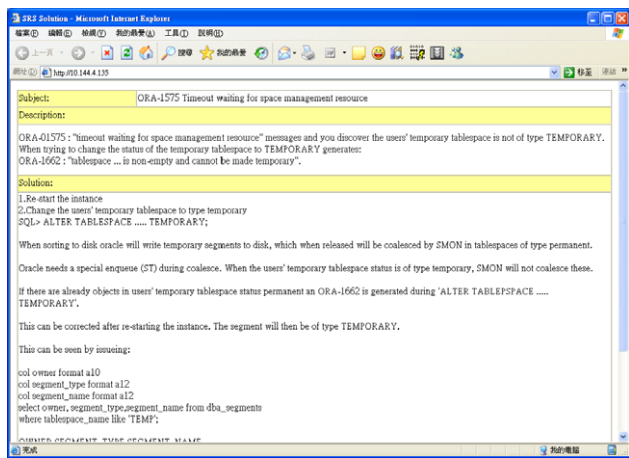 SRS Solution - Microsoft Internet Explorer
檔案(F) 編輯(E) 檢視(V) 我的最愛(A) 工具(T) 說明(H)
上一頁 搜尋 我的最愛
網址(D) http://10.144.4.135 移至 連結 »
Subject: ORA-1575 Timeout waiting for space management resource
Description:
ORA-01575 : "timeout waiting for space management resource" messages and you discover the users' temporary tablespace is not of type TEMPORARY.
When trying to change the status of the temporary tablespace to TEMPORARY generates:
ORA-1662 : "tablespace ... is non-empty and cannot be made temporary".
Solution:
1.Re-start the instance
2.Change the users' temporary tablespace to type temporary
SQL> ALTER TABLESPACE ..... TEMPORARY;
When sorting to disk oracle will write temporary segments to disk, which when released will be coalesced by SMON in tablespaces of type permanent.
Oracle needs a special enqueue (ST) during coalesce. When the users' temporary tablespace status is of type temporary, SMON will not coalesce these.
If there are already objects in users' temporary tablespace status permanent an ORA-1662 is generated during 'ALTER TABLEPSPACE .....
TEMPORARY'.
This can be corrected after re-starting the instance. The segment will then be of type TEMPORARY.
This can be seen by issueing:
col owner format a10
col segment_type format a12
col segment_name format a12
select owner, segment_type,segment_name from dba_segments
where tablespace_name like 'TEMP';
OWNER SEGMENT_TYPE SEGMENT_NAME
完成 我的電腦